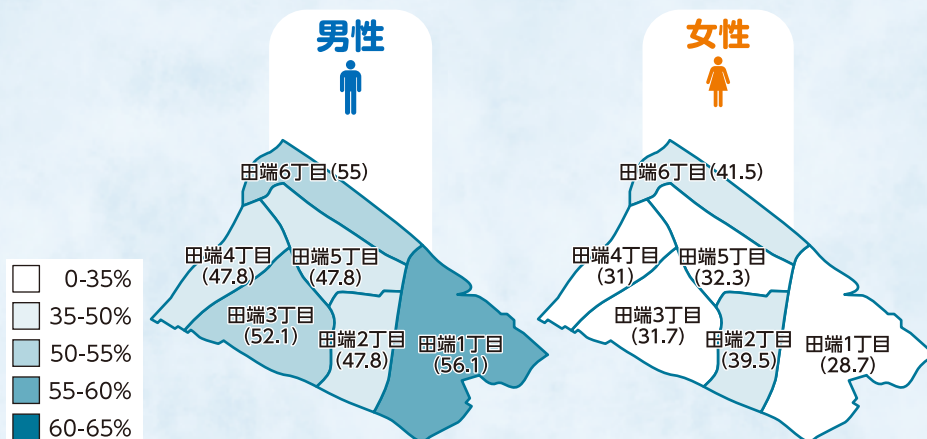 男性
田端6丁目(55)
田端4丁目
(47.8)
田端5丁目
(47.8)
田端3丁目
(52.1)
田端2丁目
(47.8)
田端1丁目
(56.1)
女性
田端6丁目(41.5)
田端4丁目
(31)
田端5丁目
(32.3)
田端3丁目
(31.7)
田端2丁目
(39.5)
田端1丁目
(28.7)
0-35%
35-50%
50-55%
55-60%
60-65%